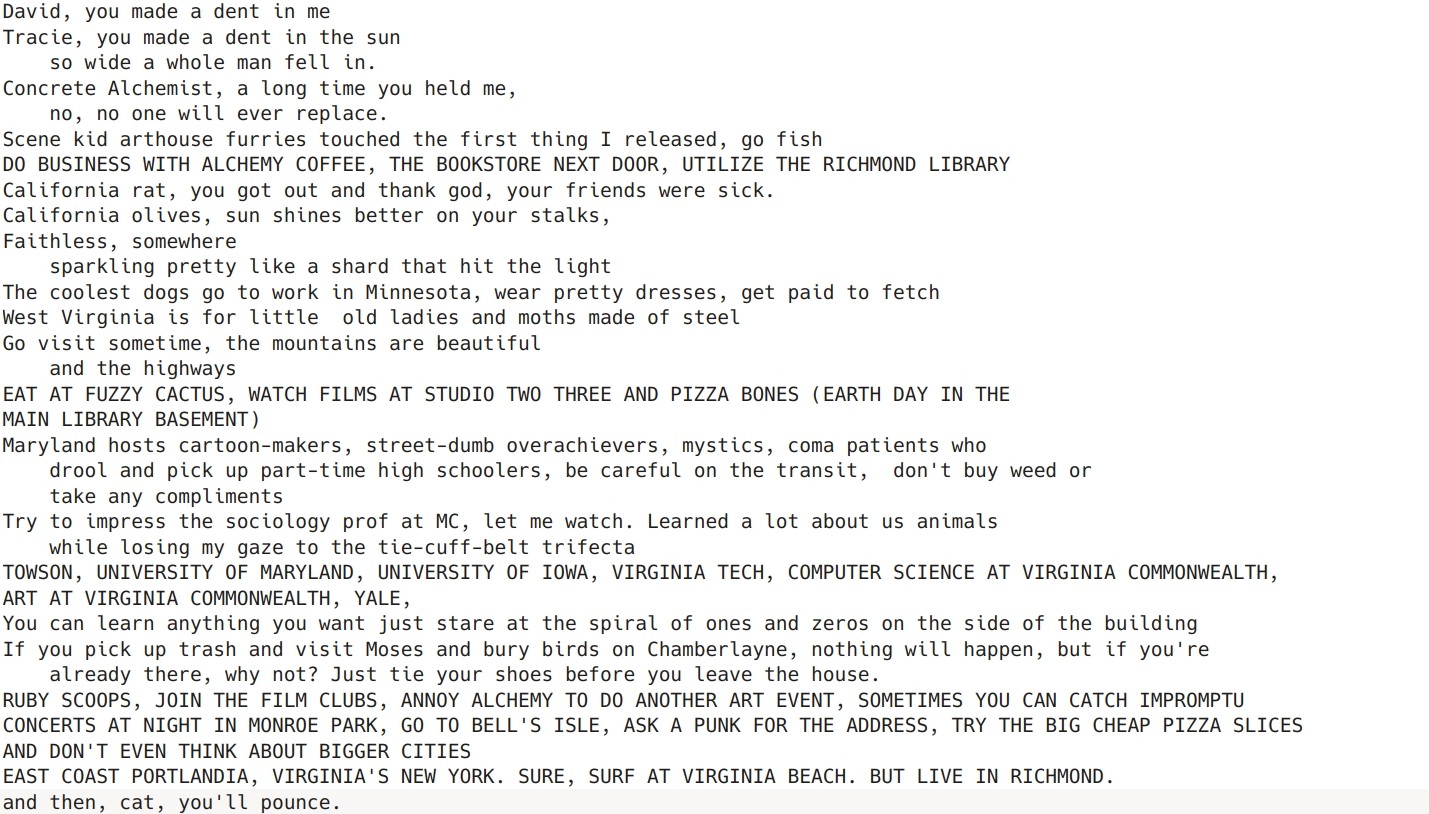 David, you made a dent in me
Tracie, you made a dent in the sun
    so wide a whole man fell in.
Concrete Alchemist, a long time you held me,
    no, no one will ever replace.
Scene kid arthouse furries touched the first thing I released, go fish
DO BUSINESS WITH ALCHEMY COFFEE, THE BOOKSTORE NEXT DOOR, UTILIZE THE RICHMOND LIBRARY
California rat, you got out and thank god, your friends were sick.
California olives, sun shines better on your stalks,
Faithless, somewhere
    sparkling pretty like a shard that hit the light
The coolest dogs go to work in Minnesota, wear pretty dresses, get paid to fetch
West Virginia is for little  old ladies and moths made of steel
Go visit sometime, the mountains are beautiful
    and the highways
EAT AT FUZZY CACTUS, WATCH FILMS AT STUDIO TWO THREE AND PIZZA BONES (EARTH DAY IN THE
MAIN LIBRARY BASEMENT)
Maryland hosts cartoon-makers, street-dumb overachievers, mystics, coma patients who
    drool and pick up part-time high schoolers, be careful on the transit,  don't buy weed or
    take any compliments
Try to impress the sociology prof at MC, let me watch. Learned a lot about us animals
    while losing my gaze to the tie-cuff-belt trifecta
TOWSON, UNIVERSITY OF MARYLAND, UNIVERSITY OF IOWA, VIRGINIA TECH, COMPUTER SCIENCE AT VIRGINIA COMMONWEALTH,
ART AT VIRGINIA COMMONWEALTH, YALE,
You can learn anything you want just stare at the spiral of ones and zeros on the side of the building
If you pick up trash and visit Moses and bury birds on Chamberlayne, nothing will happen, but if you're
    already there, why not? Just tie your shoes before you leave the house.
RUBY SCOOPS, JOIN THE FILM CLUBS, ANNOY ALCHEMY TO DO ANOTHER ART EVENT, SOMETIMES YOU CAN CATCH IMPROMPTU
CONCERTS AT NIGHT IN MONROE PARK, GO TO BELL'S ISLE, ASK A PUNK FOR THE ADDRESS, TRY THE BIG CHEAP PIZZA SLICES
AND DON'T EVEN THINK ABOUT BIGGER CITIES
EAST COAST PORTLANDIA, VIRGINIA'S NEW YORK. SURE, SURF AT VIRGINIA BEACH. BUT LIVE IN RICHMOND.
and then, cat, you'll pounce.